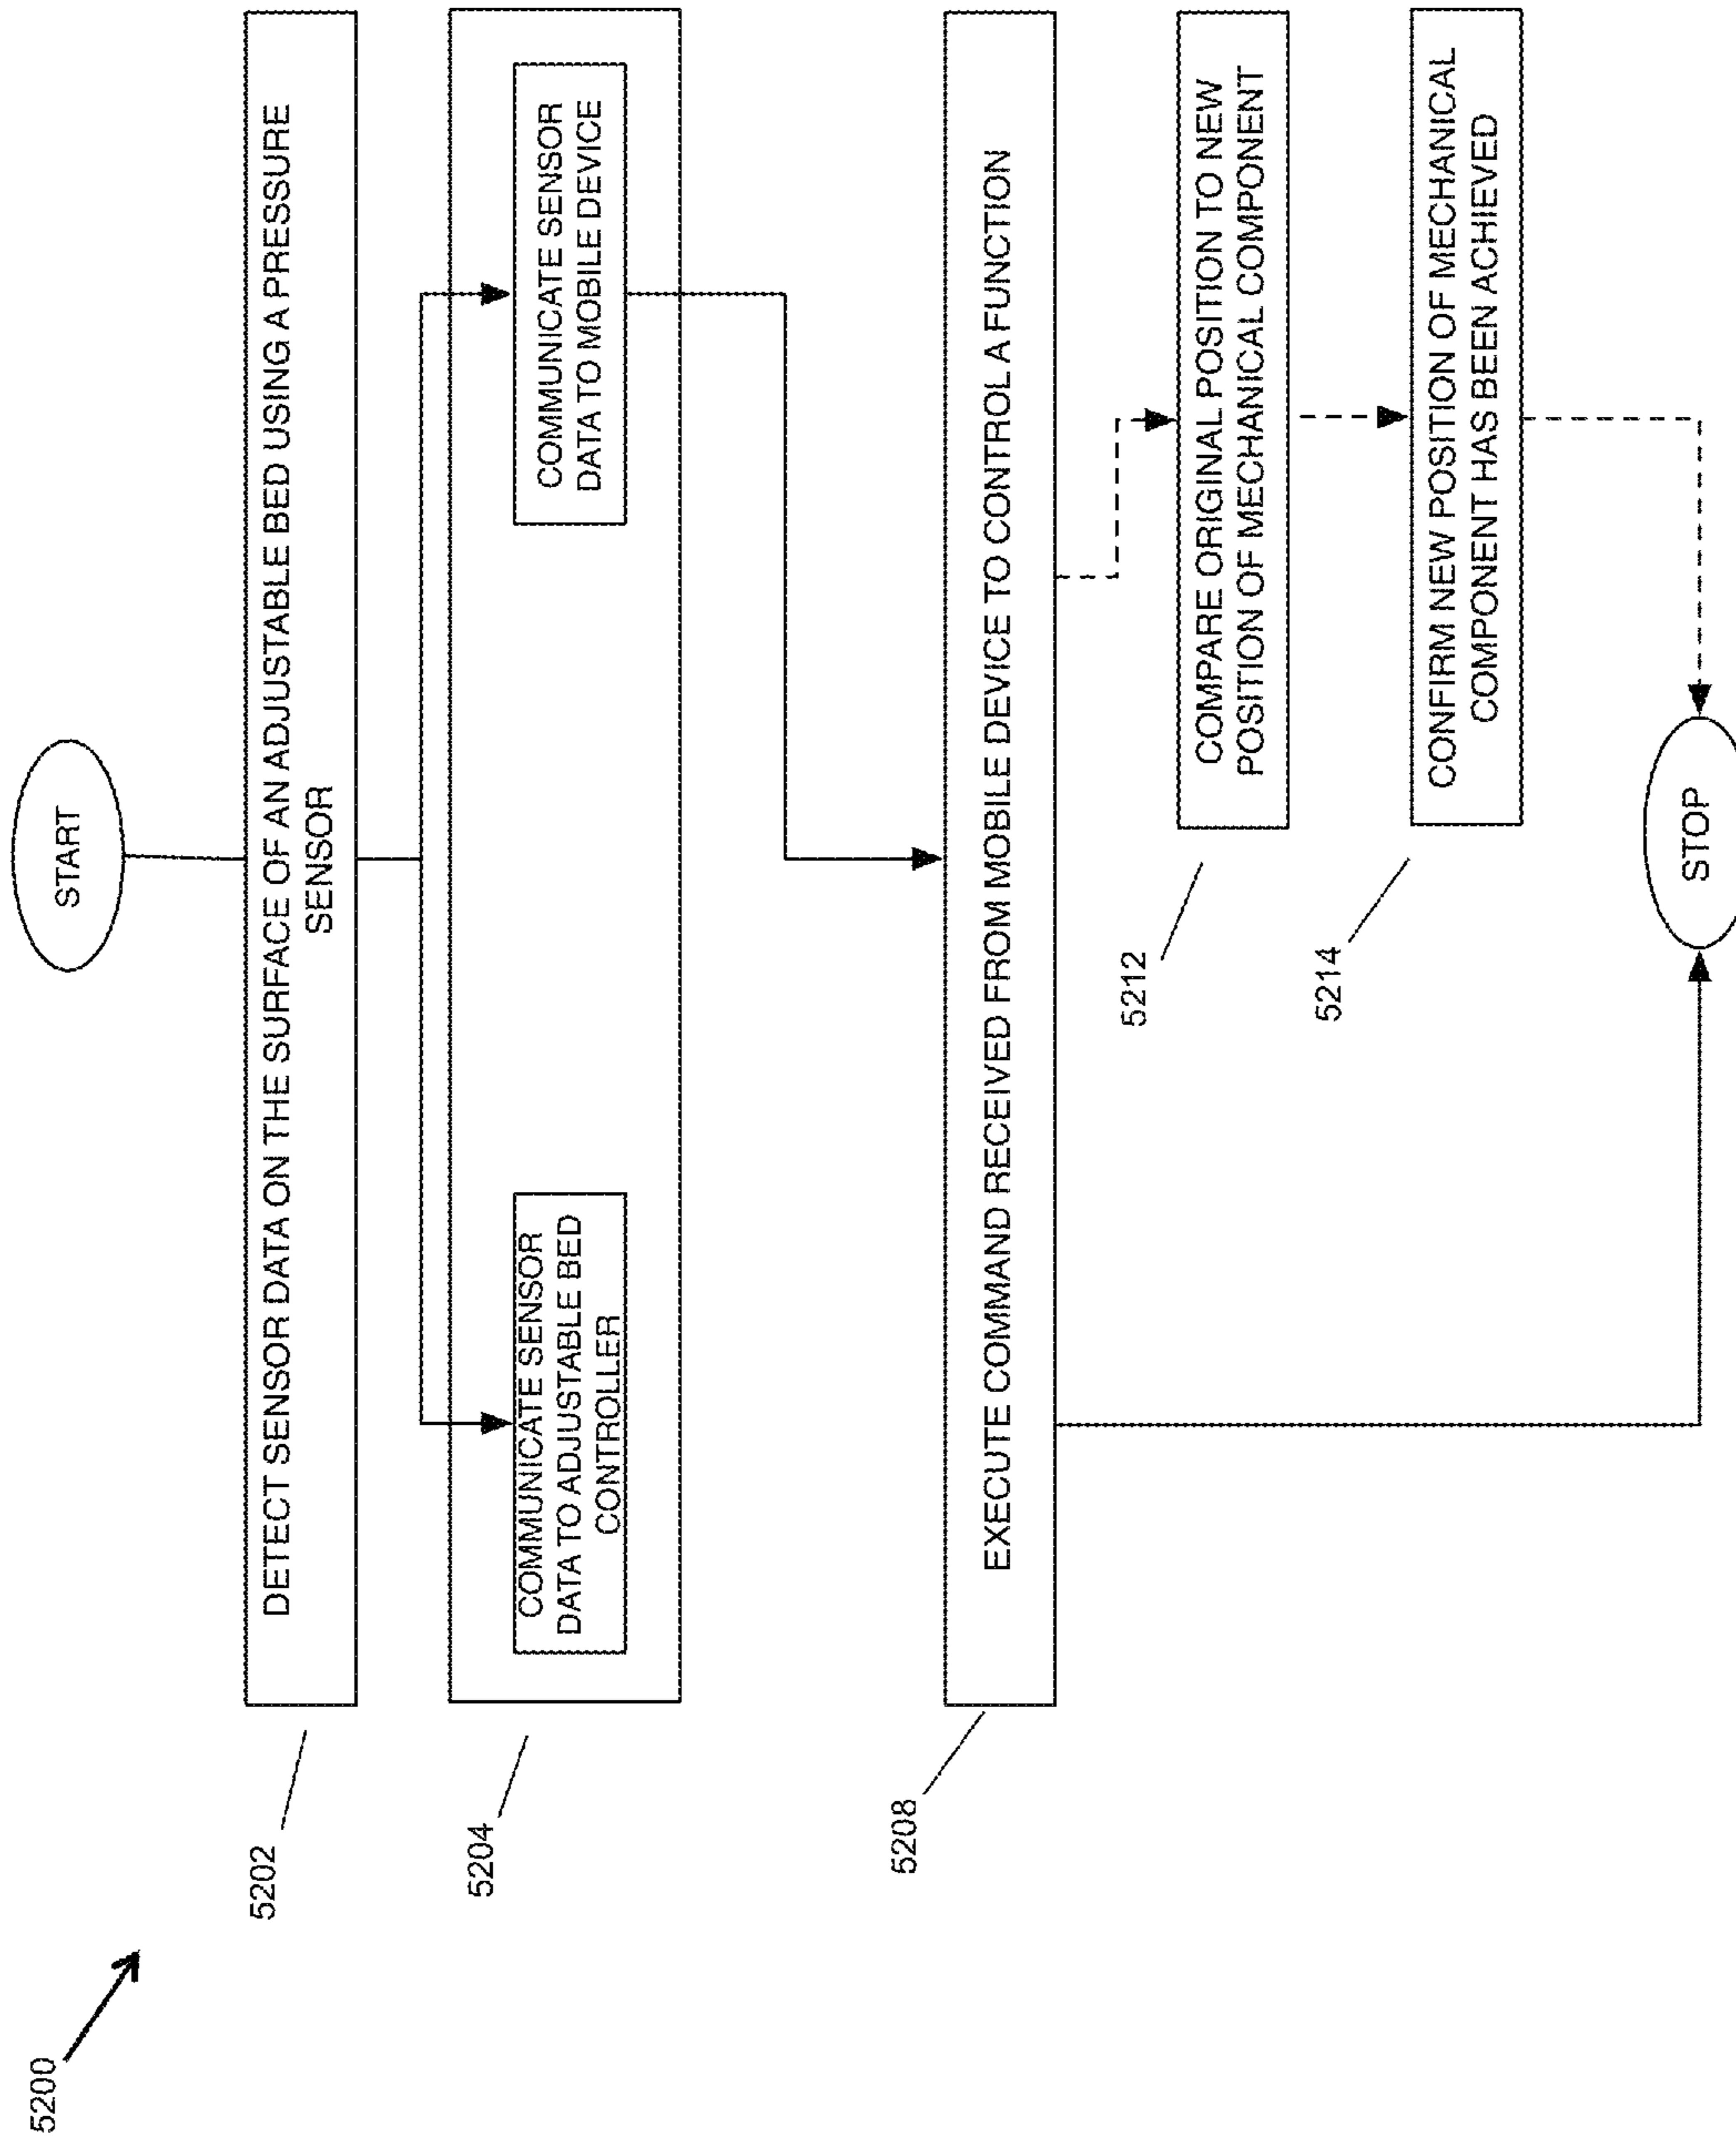 5200
START
5202
DETECT SENSOR DATA ON THE SURFACE OF AN ADJUSTABLE BED USING A PRESSURE
SENSOR
5204
COMMUNICATE SENSOR
DATA TO ADJUSTABLE BED
CONTROLLER
COMMUNICATE SENSOR
DATA TO MOBILE DEVICE
5208
EXECUTE COMMAND RECEIVED FROM MOBILE DEVICE TO CONTROL A FUNCTION
5212
COMPARE ORIGINAL POSITION TO NEW
POSITION OF MECHANICAL COMPONENT
5214
CONFIRM NEW POSITION OF MECHANICAL
COMPONENT HAS BEEN ACHIEVED
STOP